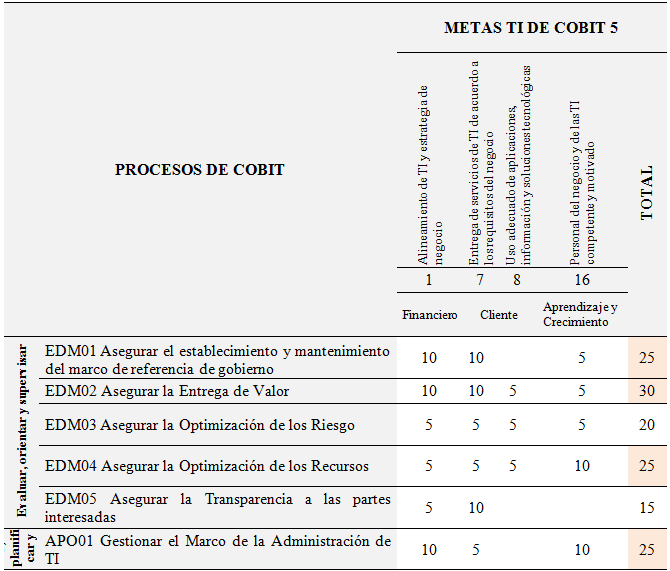 METAS TI DE COBIT 5
PROCESOS DE COBIT
Alineamiento de TI y estrategia de
negocio
Entrega de servicios de TI de acuerdo a
los requisitos del negocio
Uso adecuado de aplicaciones,
información y soluciones tecnológicas
Personal del negocio y de las TI
competente y motivado
TOTAL
1 7 8 16
Financiero Cliente Aprendizaje y
Crecimiento
Evaluar, orientar y supervisar
EDM01 Asegurar el establecimiento y mantenimiento
del marco de referencia de gobierno
10 10 5 25
EDM02 Asegurar la Entrega de Valor 10 10 5 5 30
EDM03 Asegurar la Optimización de los Riesgo 5 5 5 5 20
EDM04 Asegurar la Optimización de los Recursos 5 5 5 10 25
EDM05 Asegurar la Transparencia a las partes
interesadas
5 10 15
planifi
car y
APO01 Gestionar el Marco de la Administración de
TI
10 5 10 25